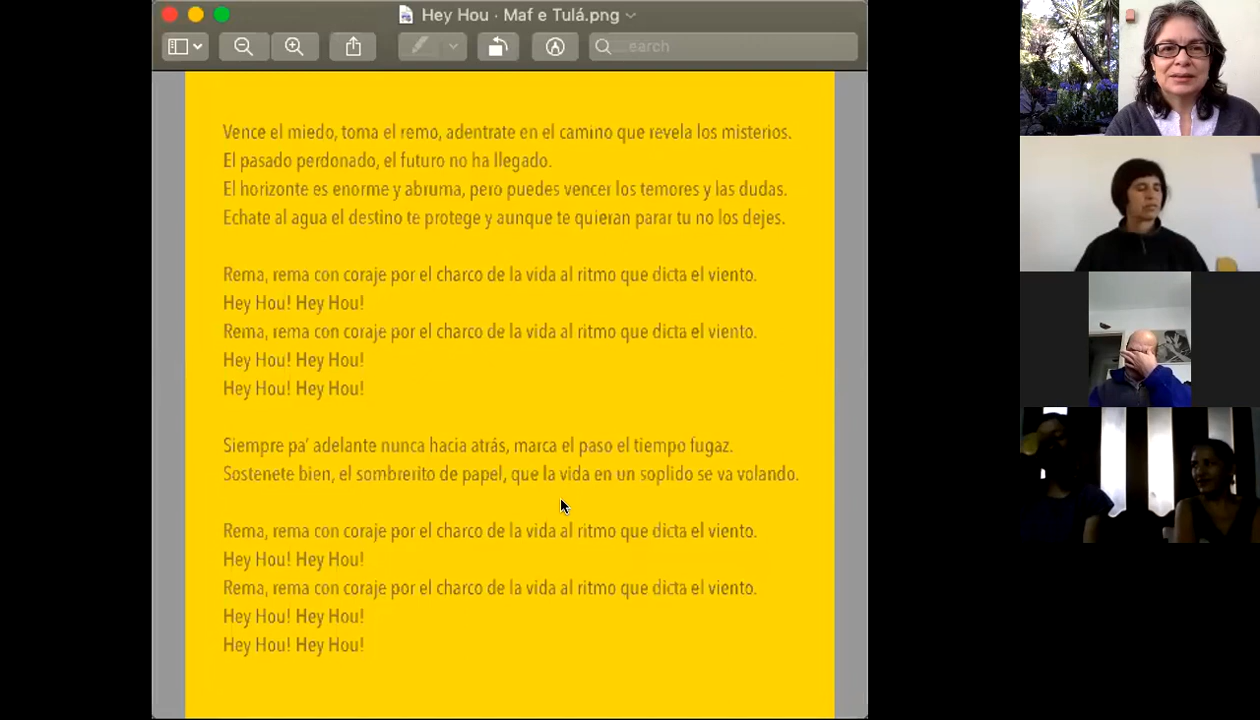 Hey Hou · Maf e Tulá.png
Vence el miedo, toma el remo, adentrate en el camino que revela los misterios.
El pasado perdonado, el futuro no ha llegado.
El horizonte es enorme y abruma, pero puedes vencer los temores y las dudas.
Echate al agua el destino te protege y aunque te quieran parar tu no los dejes.
Rema, rema con coraje por el charco de la vida al ritmo que dicta el viento.
Hey Hou! Hey Hou!
Rema, rema con coraje por el charco de la vida al ritmo que dicta el viento.
Hey Hou! Hey Hou!
Hey Hou! Hey Hou!
Siempre pa' adelante nunca hacia atrás, marca el paso el tiempo fugaz.
Sostenete bien, el sombrerito de papel, que la vida en un soplido se va volando.
Rema, rema con coraje por el charco de la vida al ritmo que dicta el viento.
Hey Hou! Hey Hou!
Rema, rema con coraje por el charco de la vida al ritmo que dicta el viento.
Hey Hou! Hey Hou!
Hey Hou! Hey Hou!